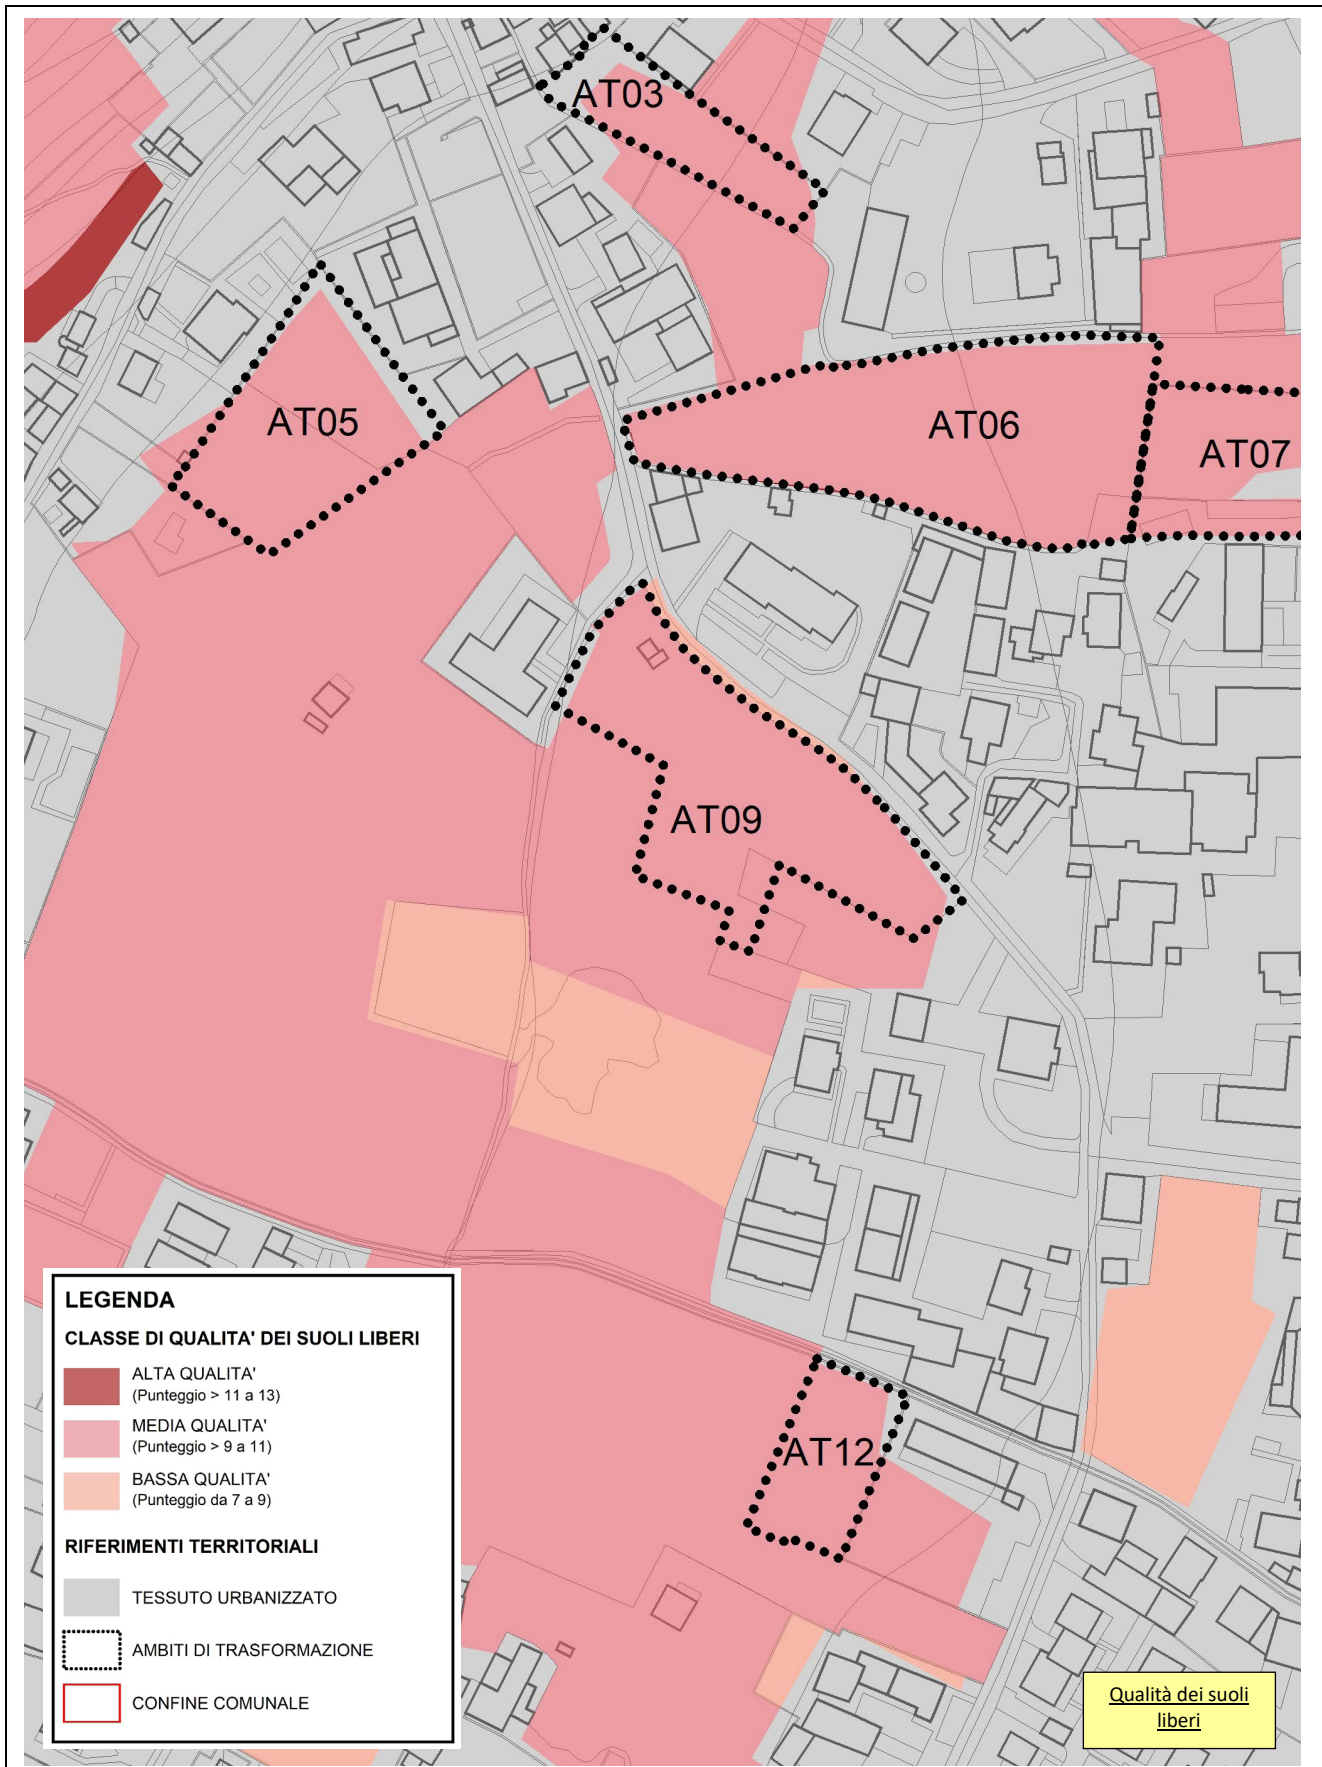 AT03
AT05
AT06
AT07
AT09
AT12
LEGENDA
CLASSE DI QUALITA' DEI SUOLI LIBERI
ALTA QUALITA'
(Punteggio > 11 a 13)
MEDIA QUALITA'
(Punteggio > 9 a 11)
BASSA QUALITA'
(Punteggio da 7 a 9)
RIFERIMENTI TERRITORIALI
TESSUTO URBANIZZATO
AMBITI DI TRASFORMAZIONE
CONFINE COMUNALE
Qualità dei suoli
liberi